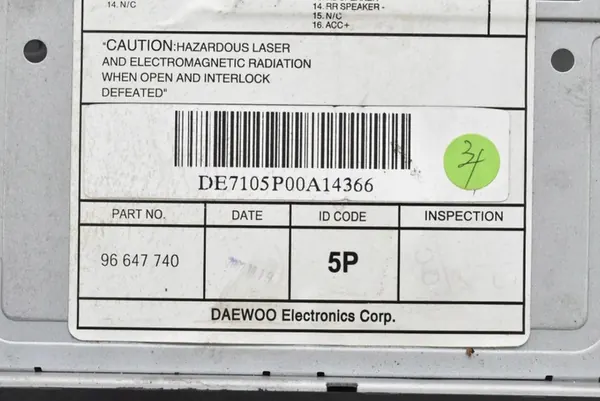 14. N/C
14. RR SPEAKER -
15. N/C
16. ACC+
"CAUTION:HAZARDOUS LASER
AND ELECTROMAGNETIC RADIATION
WHEN OPEN AND INTERLOCK
DEFEATED"
DE7105P00A14366
PART NO. DATE ID CODE INSPECTION
96 647 740 5P
DAEWOO Electronics Corp.